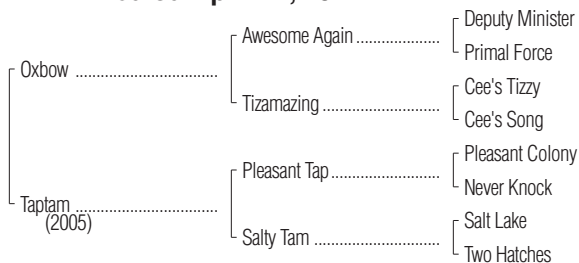 Deputy Minister
Awesome Again
Primal Force
Oxbow
Cee's Tizzy
Tizamazing
Cee's Song
Pleasant Colony
Pleasant Tap
Never Knock
Taptam
(2005)
Salt Lake
Salty Tam
Two Hatches